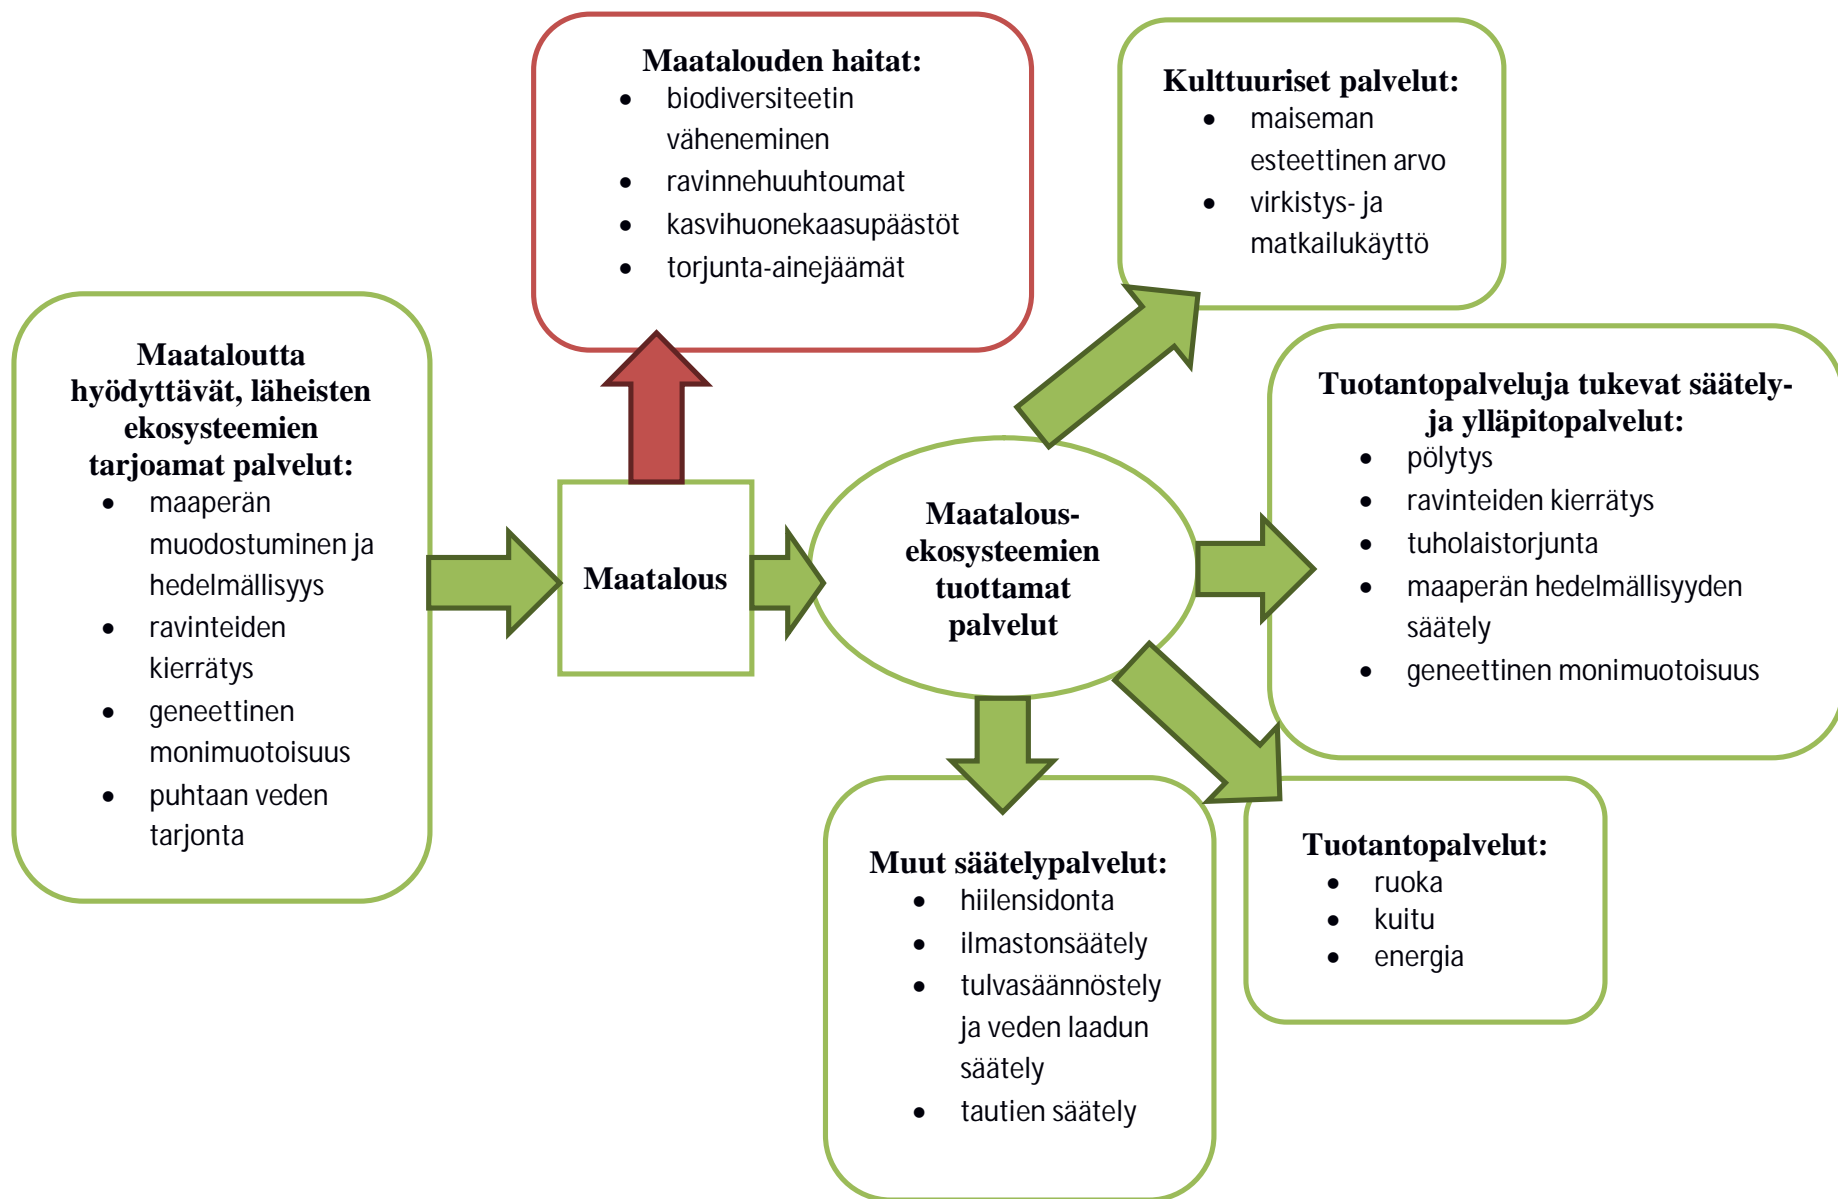 Maatalouden haitat:
• biodiversiteetin
väheneminen
• ravinnehuuhtoumat
• kasvihuonekaasupäästöt
• torjunta-ainejäämät
Kulttuuriset palvelut:
• maiseman
esteettinen arvo
• virkistys- ja
matkailukäyttö
Maataloutta
hyödyttävät, läheisten
ekosysteemien
tarjoamat palvelut:
• maaperän
muodostuminen ja
hedelmällisyys
• ravinteiden
kierrätys
• geneettinen
monimuotoisuus
• puhtaan veden
tarjonta
Maatalous
Maatalous-
ekosysteemien
tuottamat
palvelut
Tuotantopalveluja tukevat säätely-
ja ylläpitopalvelut:
• pölytys
• ravinteiden kierrätys
• tuholaistorjunta
• maaperän hedelmällisyyden
säätely
• geneettinen monimuotoisuus
Muut säätelypalvelut:
• hiilensidonta
• ilmastonsäätely
• tulvasäännöstely
ja veden laadun
säätely
• tautien säätely
Tuotantopalvelut:
• ruoka
• kuitu
• energia